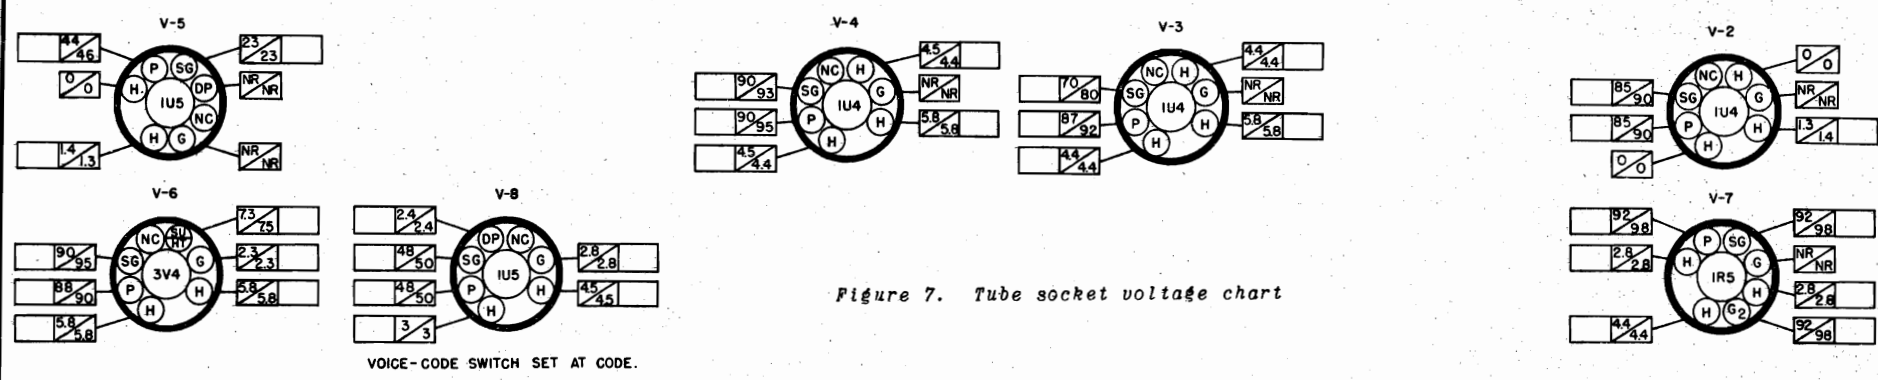 V-5
44 46
23 23
0 0
NR NR
1.4 1.3
NR NR
P SG
H DP
1U5
NC
H G
V-4
4.5 4.4
90 93
NR NR
90 95
5.8 5.8
4.5 4.4
NC H
SG G
1U4
P H
H
V-3
4.4 4.4
70 80
NR NR
87 92
5.8 5.8
4.4 4.4
NC H
SG G
1U4
P H
H
V-2
0 0
85 90
NR NR
85 90
1.3 1.4
0 0
NC H
SG G
1U4
P H
H
V-6
7.3 7.5
90 95
2.3 2.3
88 90
5.8 5.8
5.8 5.8
NC SU HT
SG G
3V4
P H
H
V-8
2.4 2.4
48 50
2.8 2.8
48 50
4.5 4.5
3 3
DP NC
SG G
1U5
P H
H
VOICE-CODE SWITCH SET AT CODE.
Figure 7. Tube socket voltage chart
V-7
92 98
92 98
2.8 2.8
NR NR
2.8 2.8
4.4 4.4
92 98
P SG
H G
1R5
H
H G2